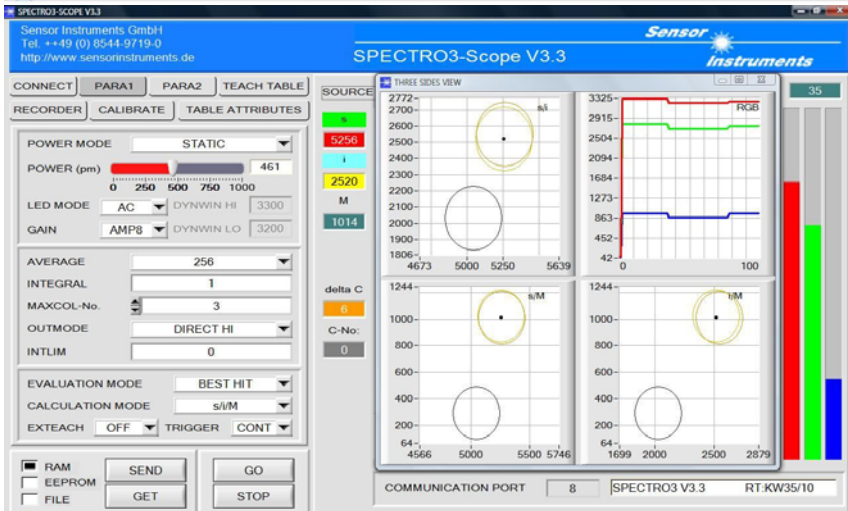 SPECTRO3-SCOPE V3.3
Sensor Instruments GmbH
Tel. ++49 (0) 8544-9719-0
http://www.sensorinstruments.de
SPECTRO3-Scope V3.3
Sensor
Instruments
CONNECT PARA1 PARA2 TEACH TABLE
RECORDER CALIBRATE TABLE ATTRIBUTES
POWER MODE STATIC
POWER (pm) 461
0 250 500 750 1000
LED MODE AC DYNWIN HI 3300
GAIN AMP8 DYNWIN LO 3200
AVERAGE 256
INTEGRAL 1
MAXCOL-No. 3
OUTMODE DIRECT HI
INTLIM 0
EVALUATION MODE BEST HIT
CALCULATION MODE s/i/M
EXTEACH OFF TRIGGER CONT
RAM
EEPROM
FILE
SEND GO
GET STOP
SOURCE
s
5256
i
2520
M
1014
delta C
6
C-No:
0
THREE SIDES VIEW
s/i
2772
2700
2600
2500
2400
2300
2200
2100
2000
1900
1806
4673 5000 5250 5639
RGB
3325
2915
2504
2094
1684
1273
863
452
42
0 100
s/M
1244
1000
800
600
400
200
64
4566 5000 5500 5746
i/M
1244
1000
800
600
400
200
64
1699 2000 2500 2879
35
COMMUNICATION PORT 8 SPECTRO3 V3.3 RT:KW35/10